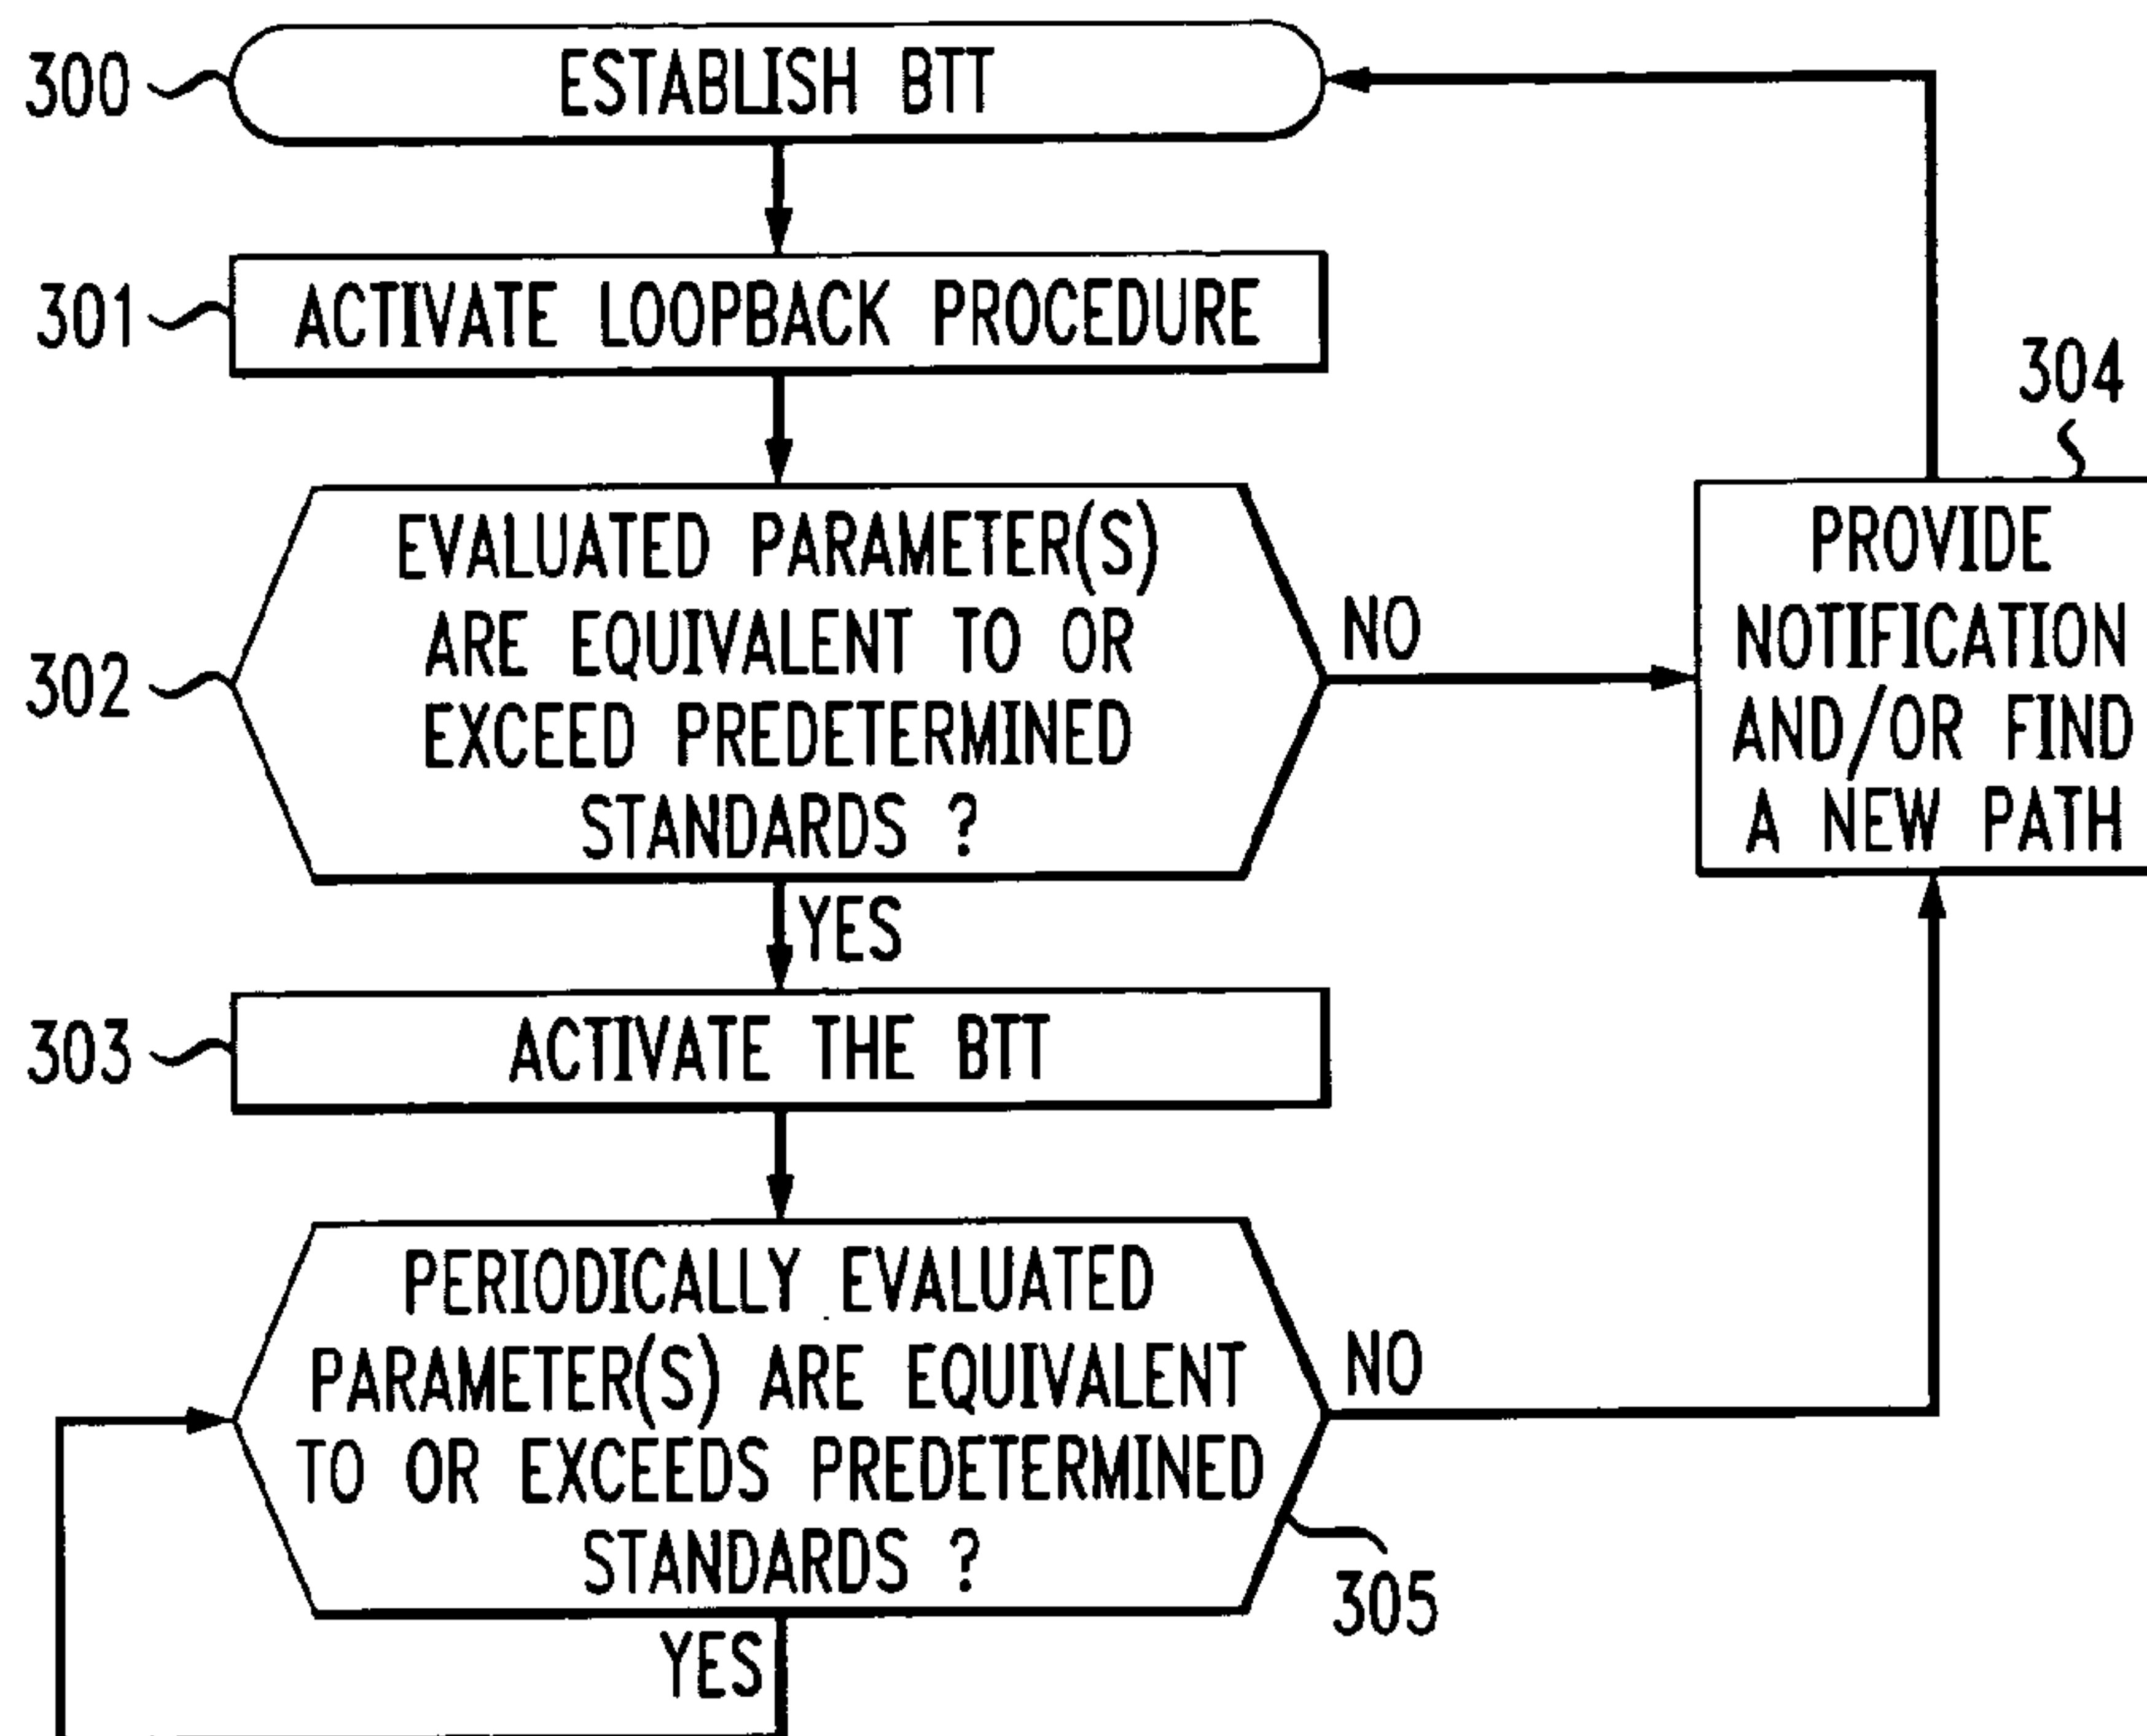 300
ESTABLISH BTT
301
ACTIVATE LOOPBACK PROCEDURE
304
302
EVALUATED PARAMETER(S)
ARE EQUIVALENT TO OR
EXCEED PREDETERMINED
STANDARDS ?
NO
PROVIDE
NOTIFICATION
AND/OR FIND
A NEW PATH
YES
303
ACTIVATE THE BTT
PERIODICALLY EVALUATED
PARAMETER(S) ARE EQUIVALENT
TO OR EXCEEDS PREDETERMINED
STANDARDS ?
NO
305
YES